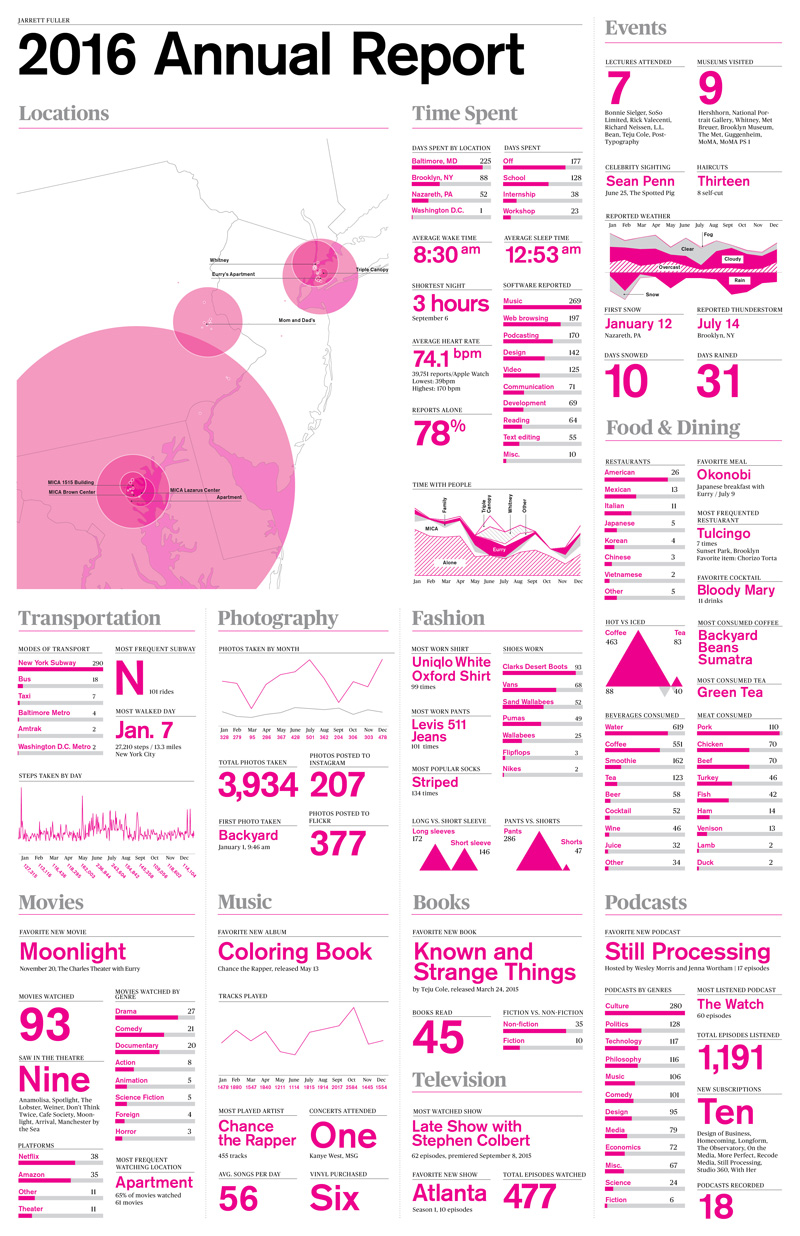 JARRETT FULLER
2016 Annual Report
Locations
Whitney
Eurry's Apartment
Triple Canopy
Mom and Dad's
MICA 1515 Building
MICA Brown Center
MICA Lazarus Center
Apartment
Time Spent
DAYS SPENT BY LOCATION
Baltimore, MD 225
Brooklyn, NY 88
Nazareth, PA 52
Washington D.C. 1
DAYS SPENT
Off 177
School 128
Internship 38
Workshop 23
AVERAGE WAKE TIME
8:30 am
AVERAGE SLEEP TIME
12:53 am
SHORTEST NIGHT
3 hours
September 6
AVERAGE HEART RATE
74.1 bpm
39,751 reports/Apple Watch
Lowest: 39bpm
Highest: 170 bpm
REPORTS ALONE
78%
SOFTWARE REPORTED
Music 269
Web browsing 197
Podcasting 170
Design 142
Video 125
Communication 71
Development 69
Reading 64
Text editing 55
Misc. 10
TIME WITH PEOPLE
Family
Triple Canopy
Whitney
Other
MICA
Eurry
Alone
Jan Feb Mar Apr May June July Aug Sept Oct Nov Dec
Events
LECTURES ATTENDED
7
Bonnie Sielger, SoSo
Limited, Rick Valecenti,
Richard Neissen, L.L.
Bean, Teju Cole, Post-
Typography
MUSEUMS VISITED
9
Hershhorn, National Por-
trait Gallery, Whitney, Met
Breuer, Brooklyn Museum,
The Met, Guggenheim,
MoMA, MoMA PS 1
CELEBRITY SIGHTING
Sean Penn
June 25, The Spotted Pig
HAIRCUTS
Thirteen
8 self-cut
REPORTED WEATHER
Jan Feb Mar Apr May June July Aug Sept Oct Nov Dec
Fog
Clear
Cloudy
Overcast
Rain
Snow
FIRST SNOW
January 12
Nazareth, PA
REPORTED THUNDERSTORM
July 14
Brooklyn, NY
DAYS SNOWED
10
DAYS RAINED
31
Food & Dining
RESTAURANTS
American 26
Mexican 13
Italian 11
Japanese 5
Korean 4
Chinese 3
Vietnamese 2
Other 5
FAVORITE MEAL
Okonobi
Japanese breakfast with
Eurry / July 9
MOST FREQUENTED
RESTUARANT
Tulcingo
7 times
Sunset Park, Brooklyn
Favorite item: Chorizo Torta
FAVORITE COCKTAIL
Bloody Mary
11 drinks
HOT VS ICED
Coffee
463
Tea
83
88
40
MOST CONSUMED COFFEE
Backyard
Beans
Sumatra
MOST CONSUMED TEA
Green Tea
BEVERAGES CONSUMED
Water 619
Coffee 551
Smoothie 162
Tea 123
Beer 58
Cocktail 52
Wine 46
Juice 32
Other 34
MEAT CONSUMED
Pork 110
Chicken 70
Beef 70
Turkey 46
Fish 42
Ham 14
Venison 13
Lamb 2
Duck 2
Transportation
MODES OF TRANSPORT
New York Subway 290
Bus 18
Taxi 7
Baltimore Metro 4
Amtrak 2
Washington D.C. Metro 2
MOST FREQUENT SUBWAY
N 101 rides
MOST WALKED DAY
Jan. 7
27,210 steps / 13.3 miles
New York City
STEPS TAKEN BY DAY
Jan Feb Mar Apr May June July Aug Sept Oct Nov Dec
Photography
PHOTOS TAKEN BY MONTH
Jan Feb Mar Apr May June July Aug Sept Oct Nov Dec
328 279 95 286 367 428 501 362 204 306 303 478
TOTAL PHOTOS TAKEN
3,934
PHOTOS POSTED TO
INSTAGRAM
207
FIRST PHOTO TAKEN
Backyard
January 1, 9:46 am
PHOTOS POSTED TO
FLICKR
377
Fashion
MOST WORN SHIRT
Uniqlo White
Oxford Shirt
99 times
MOST WORN PANTS
Levis 511
Jeans
101 times
MOST POPULAR SOCKS
Striped
134 times
SHOES WORN
Clarks Desert Boots 93
Vans 68
Sand Wallabees 52
Pumas 49
Wallabees 25
Flipflops 3
Nikes 2
LONG VS. SHORT SLEEVE
Long sleeves
172
Short sleeve
146
PANTS VS. SHORTS
Pants
286
Shorts
47
Movies
FAVORITE NEW MOVIE
Moonlight
November 20, The Charles Theater with Eurry
MOVIES WATCHED
93
SAW IN THE THEATRE
Nine
Anamolisa, Spotlight, The
Lobster, Weiner, Don't Think
Twice, Cafe Society, Moon-
light, Arrival, Manchester by
the Sea
PLATFORMS
Netflix 38
Amazon 35
Other 11
Theater 11
MOVIES WATCHED BY
GENRE
Drama 27
Comedy 21
Documentary 20
Action 8
Animation 5
Science Fiction 5
Foreign 4
Horror 3
MOST FREQUENT
WATCHING LOCATION
Apartment
65% of movies watched
61 movies
Music
FAVORITE NEW ALBUM
Coloring Book
Chance the Rapper, released May 13
TRACKS PLAYED
Jan Feb Mar Apr May June July Aug Sept Oct Nov Dec
1478 1890 1547 1840 1211 1114 1815 1914 2017 2584 1445 1554
MOST PLAYED ARTIST
Chance
the Rapper
455 tracks
CONCERTS ATTENDED
One
Kanye West, MSG
AVG. SONGS PER DAY
56
VINYL PURCHASED
Six
Books
FAVORITE NEW BOOK
Known and
Strange Things
by Teju Cole, released March 24, 2015
BOOKS READ
45
FICTION VS. NON-FICTION
Non-fiction 35
Fiction 10
Television
MOST WATCHED SHOW
Late Show with
Stephen Colbert
62 episodes, premiered September 8, 2015
FAVORITE NEW SHOW
Atlanta
Season 1, 10 episodes
TOTAL EPISODES WATCHED
477
Podcasts
FAVORITE NEW PODCAST
Still Processing
Hosted by Wesley Morris and Jenna Wortham | 17 episodes
PODCASTS BY GENRES
Culture 280
Politics 128
Technology 117
Philosophy 116
Music 106
Comedy 101
Design 95
Media 79
Economics 72
Misc. 67
Science 24
Fiction 6
MOST LISTENED PODCAST
The Watch
60 episodes
TOTAL EPISODES LISTENED
1,191
NEW SUBSCRIPTIONS
Ten
Design of Business,
Homecoming, Longform,
The Observatory, On the
Media, More Perfect, Recode
Media, Still Processing,
Studio 360, With Her
PODCASTS RECORDED
18